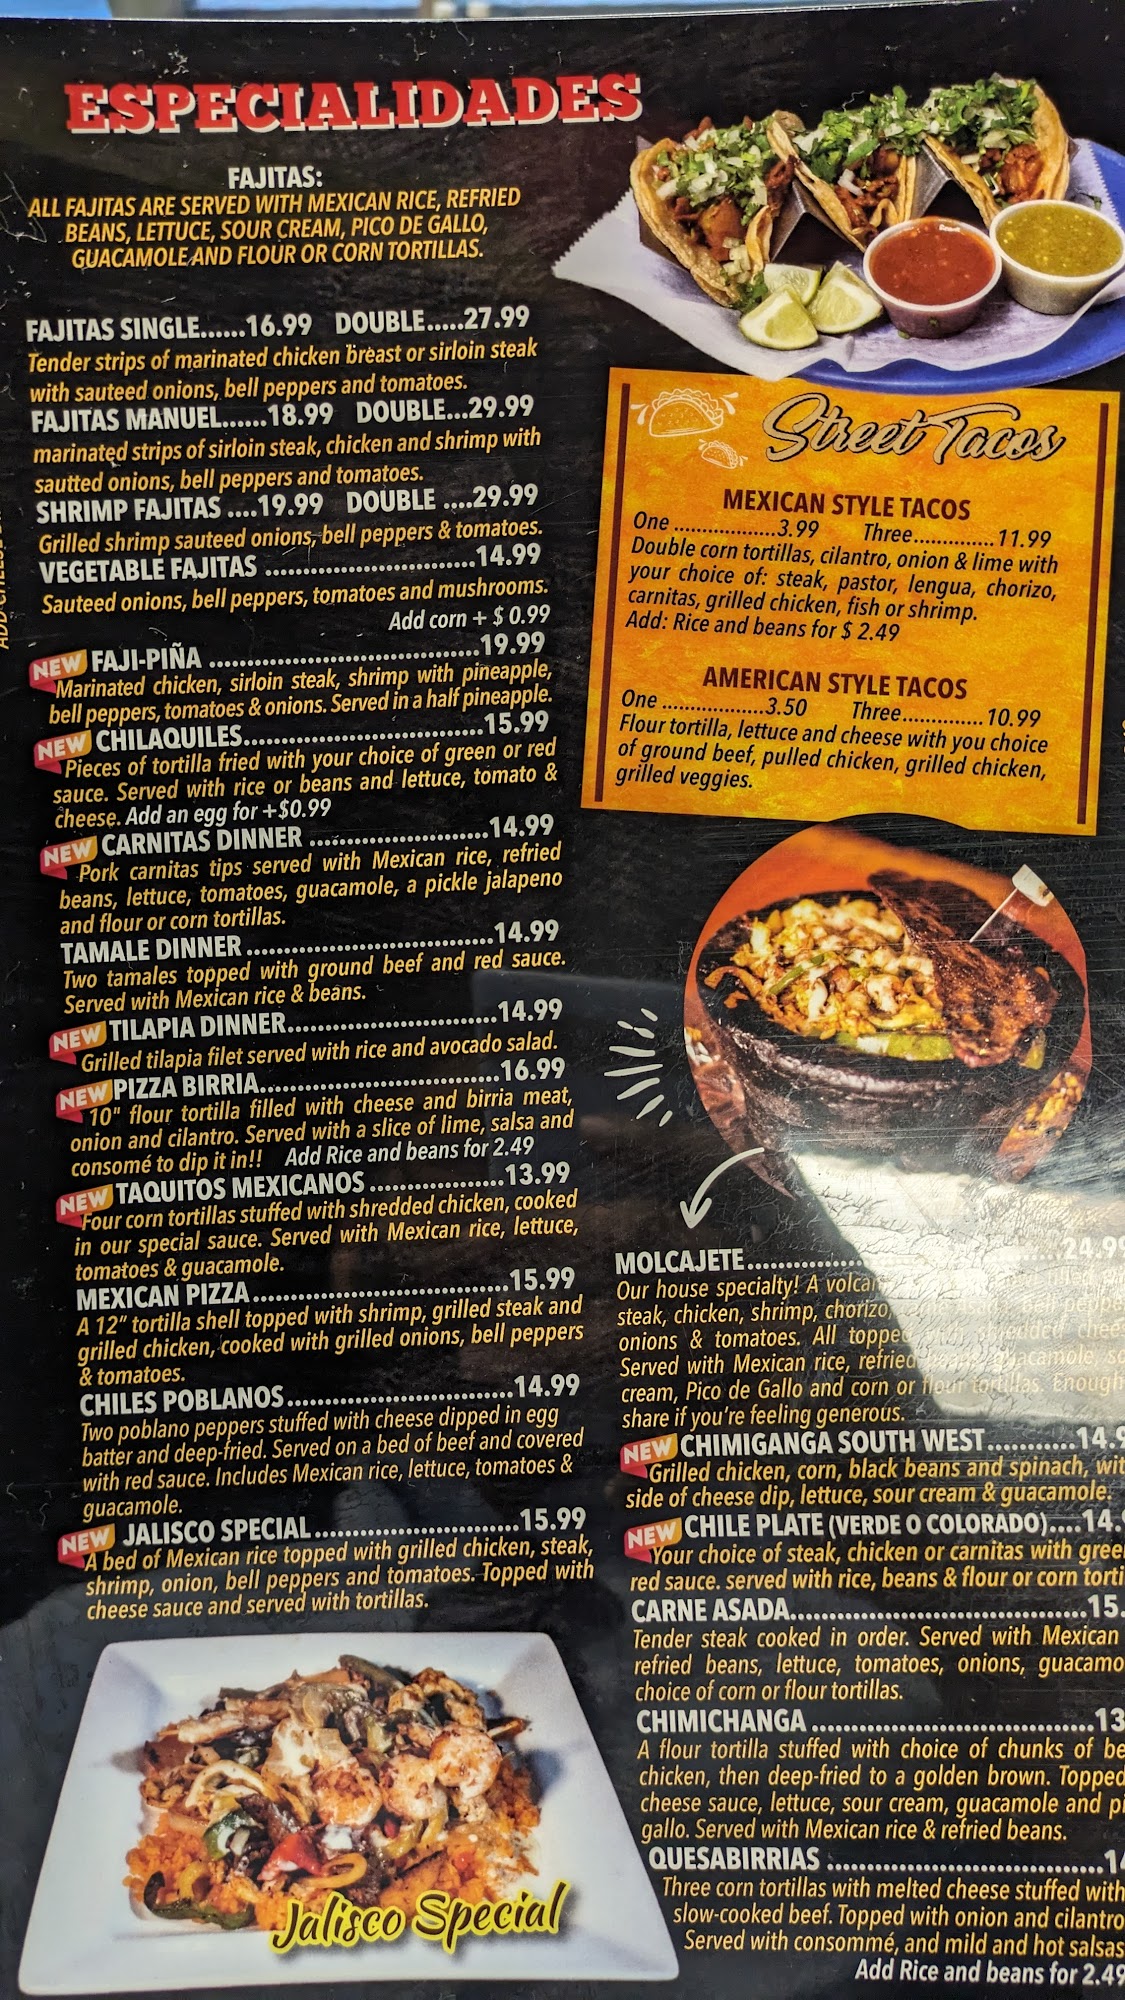 ESPECIALIDADES
FAJITAS:
ALL FAJITAS ARE SERVED WITH MEXICAN RICE, REFRIED
BEANS, LETTUCE, SOUR CREAM, PICO DE GALLO,
GUACAMOLE AND FLOUR OR CORN TORTILLAS.
FAJITAS SINGLE......16.99 DOUBLE.....27.99
Tender strips of marinated chicken breast or sirloin steak
with sauteed onions, bell peppers and tomatoes.
FAJITAS MANUEL......18.99 DOUBLE...29.99
marinated strips of sirloin steak, chicken and shrimp with
sautted onions, bell peppers and tomatoes.
SHRIMP FAJITAS ....19.99 DOUBLE ....29.99
Grilled shrimp sauteed onions, bell peppers & tomatoes.
VEGETABLE FAJITAS ..............................14.99
Sauteed onions, bell peppers, tomatoes and mushrooms.
Add corn + $ 0.99
NEW FAJI-PIÑA ......................................19.99
Marinated chicken, sirloin steak, shrimp with pineapple,
bell peppers, tomatoes & onions. Served in a half pineapple.
NEW CHILAQUILES..................................15.99
Pieces of tortilla fried with your choice of green or red
sauce. Served with rice or beans and lettuce, tomato &
cheese. Add an egg for +$0.99
NEW CARNITAS DINNER .........................14.99
Pork carnitas tips served with Mexican rice, refried
beans, lettuce, tomatoes, guacamole, a pickle jalapeno
and flour or corn tortillas.
TAMALE DINNER ...................................14.99
Two tamales topped with ground beef and red sauce.
Served with Mexican rice & beans.
NEW TILAPIA DINNER.............................14.99
Grilled tilapia filet served with rice and avocado salad.
NEW PIZZA BIRRIA.................................16.99
10" flour tortilla filled with cheese and birria meat,
onion and cilantro. Served with a slice of lime, salsa and
consomé to dip it in!! Add Rice and beans for 2.49
NEW TAQUITOS MEXICANOS ...................13.99
Four corn tortillas stuffed with shredded chicken, cooked
in our special sauce. Served with Mexican rice, lettuce,
tomatoes & guacamole.
MEXICAN PIZZA ....................................15.99
A 12" tortilla shell topped with shrimp, grilled steak and
grilled chicken, cooked with grilled onions, bell peppers
& tomatoes.
CHILES POBLANOS................................14.99
Two poblano peppers stuffed with cheese dipped in egg
batter and deep-fried. Served on a bed of beef and covered
with red sauce. Includes Mexican rice, lettuce, tomatoes &
guacamole.
NEW JALISCO SPECIAL............................15.99
A bed of Mexican rice topped with grilled chicken, steak,
shrimp, onion, bell peppers and tomatoes. Topped with
cheese sauce and served with tortillas.
Jalisco Special
Street Tacos
MEXICAN STYLE TACOS
One .................3.99 Three..............11.99
Double corn tortillas, cilantro, onion & lime with
your choice of: steak, pastor, lengua, chorizo,
carnitas, grilled chicken, fish or shrimp.
Add: Rice and beans for $ 2.49
AMERICAN STYLE TACOS
One .................3.50 Three..............10.99
Flour tortilla, lettuce and cheese with you choice
of ground beef, pulled chicken, grilled chicken,
grilled veggies.
MOLCAJETE.............................................24.99
Our house specialty! A
steak, chicken, shrimp, chorizo,
onions & tomatoes. All topped with shredded
Served with Mexican rice, refried beans, guacamole,
cream, Pico de Gallo and corn or flour tortillas. Enough
share if you're feeling generous.
NEW CHIMIGANGA SOUTH WEST............14.9
Grilled chicken, corn, black beans and spinach,
side of cheese dip, lettuce, sour cream & guacamole.
NEW CHILE PLATE (VERDE O COLORADO)....14.
Your choice of steak, chicken or carnitas with
red sauce. served with rice, beans & flour or corn
CARNE ASADA.........................................15.
Tender steak cooked in order. Served with Mexican
refried beans, lettuce, tomatoes, onions,
choice of corn or flour tortillas.
CHIMICHANGA .......................................13
A flour tortilla stuffed with choice of chunks of
chicken, then deep-fried to a golden brown. Topped
cheese sauce, lettuce, sour cream, guacamole and
gallo. Served with Mexican rice & refried beans.
QUESABIRRIAS .......................................1
Three corn tortillas with melted cheese stuffed with
slow-cooked beef. Topped with onion and cilantro
Served with consommé, and mild and hot salsas
Add Rice and beans for 2.49